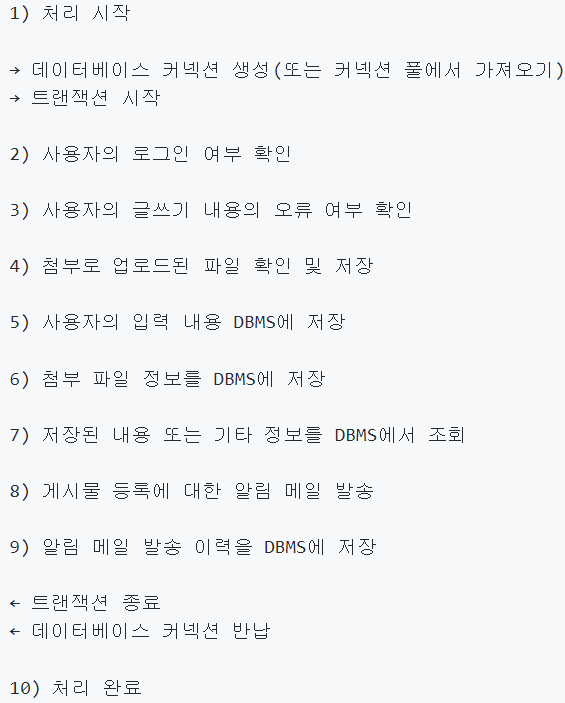 1) 처리 시작
→ 데이터베이스 커넥션 생성(또는 커넥션 풀에서 가져오기)
→ 트랜잭션 시작
2) 사용자의 로그인 여부 확인
3) 사용자의 글쓰기 내용의 오류 여부 확인
4) 첨부로 업로드된 파일 확인 및 저장
5) 사용자의 입력 내용 DBMS에 저장
6) 첨부 파일 정보를 DBMS에 저장
7) 저장된 내용 또는 기타 정보를 DBMS에서 조회
8) 게시물 등록에 대한 알림 메일 발송
9) 알림 메일 발송 이력을 DBMS에 저장
← 트랜잭션 종료
← 데이터베이스 커넥션 반납
10) 처리 완료